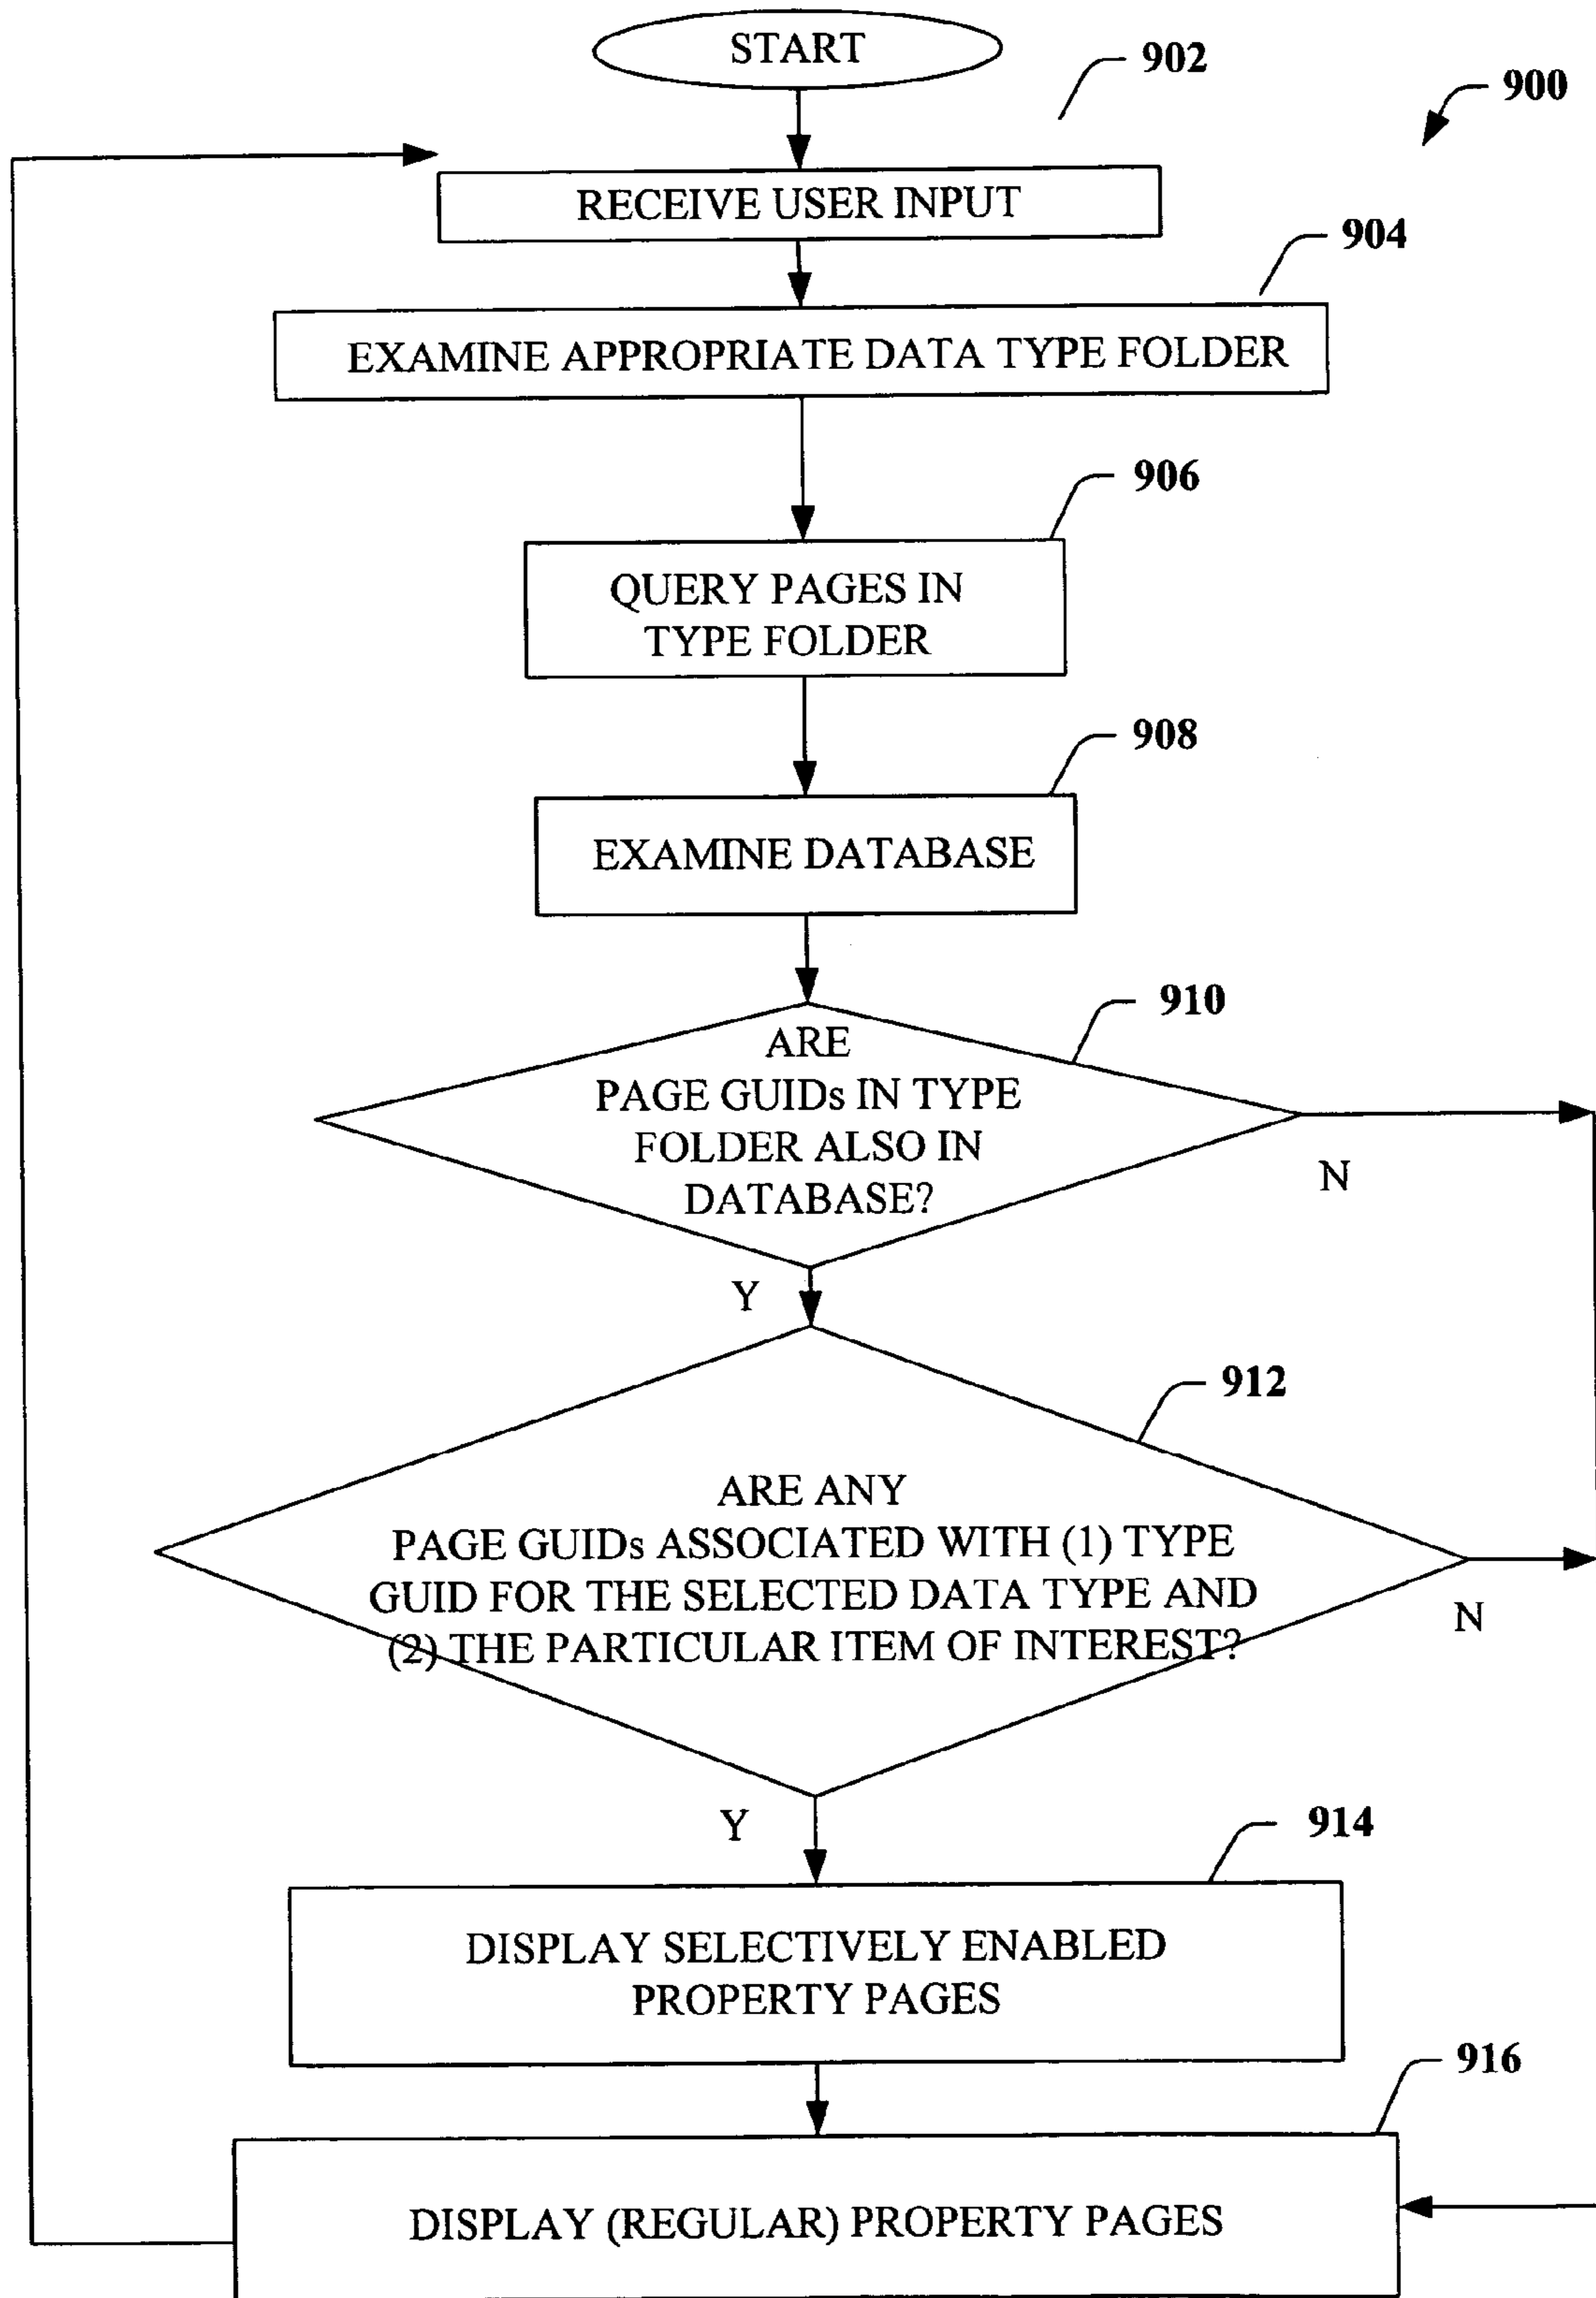 START
902
900
RECEIVE USER INPUT
904
EXAMINE APPROPRIATE DATA TYPE FOLDER
906
QUERY PAGES IN
TYPE FOLDER
908
EXAMINE DATABASE
910
ARE
PAGE GUIDs IN TYPE
FOLDER ALSO IN
DATABASE?
N
Y
912
ARE ANY
PAGE GUIDs ASSOCIATED WITH (1) TYPE
GUID FOR THE SELECTED DATA TYPE AND
(2) THE PARTICULAR ITEM OF INTEREST?
N
Y
914
DISPLAY SELECTIVELY ENABLED
PROPERTY PAGES
916
DISPLAY (REGULAR) PROPERTY PAGES